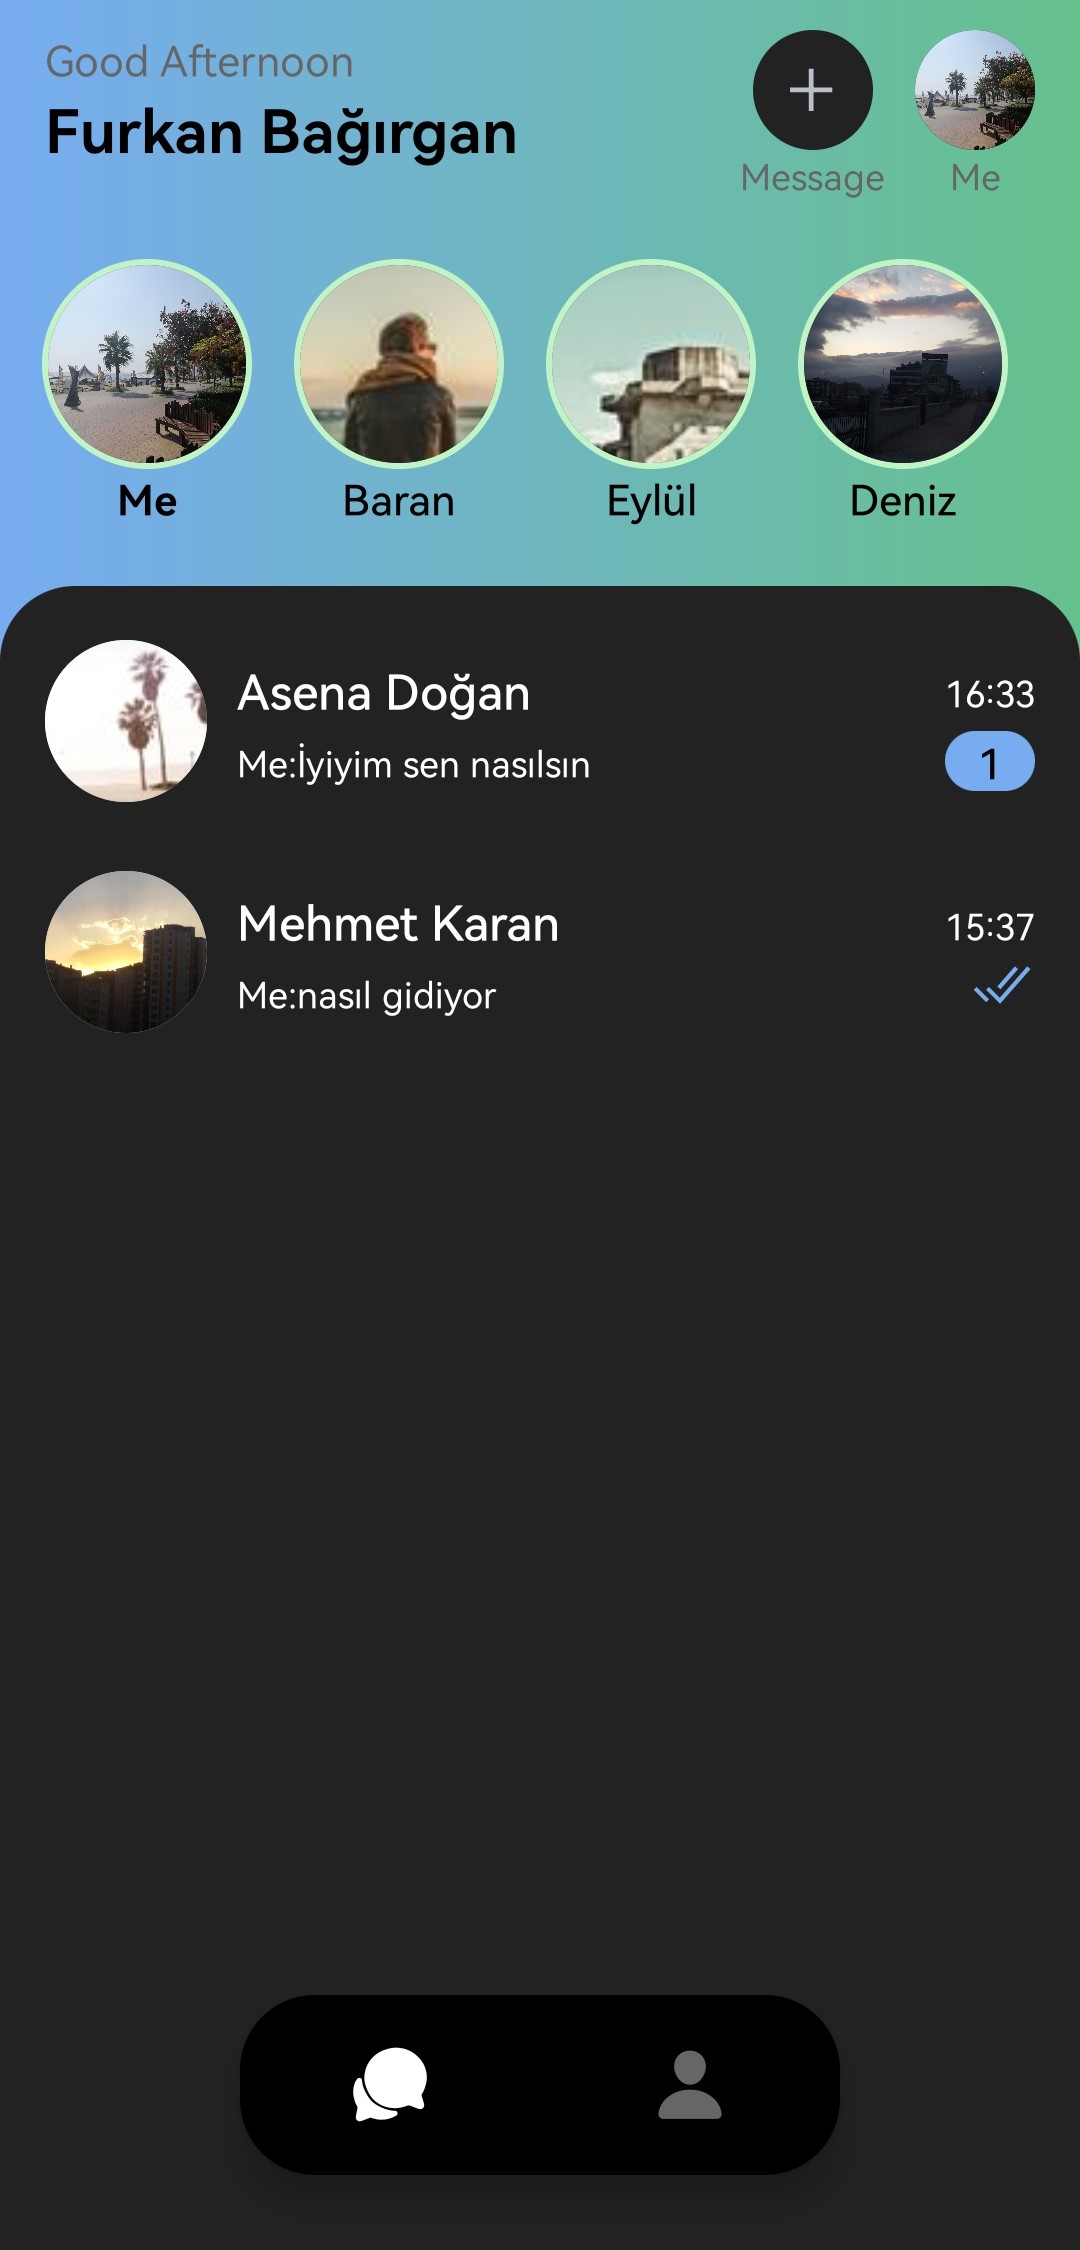 Good Afternoon
Furkan Bağırgan
Message
Me
Me
Baran
Eylül
Deniz
Asena Doğan
16:33
Me:İyiyim sen nasılsın
1
Mehmet Karan
15:37
Me:nasıl gidiyor